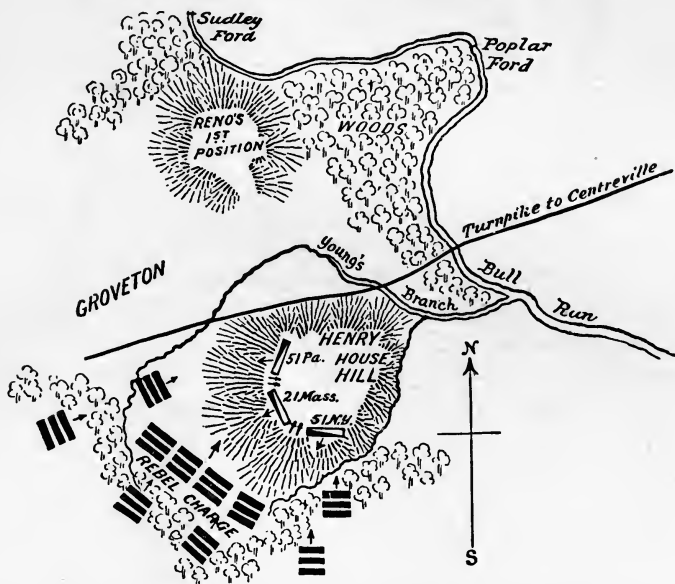 Sudley
Ford
Poplar
Ford
RENO'S
1ST
POSITION
WOODS
Turnpike to Centreville
Young's
Branch
Bull
Run
GROVETON
HENRY
HOUSE
HILL
51 Pa.
21 Mass.
51 N.Y.
REBEL CHARGE
N
S